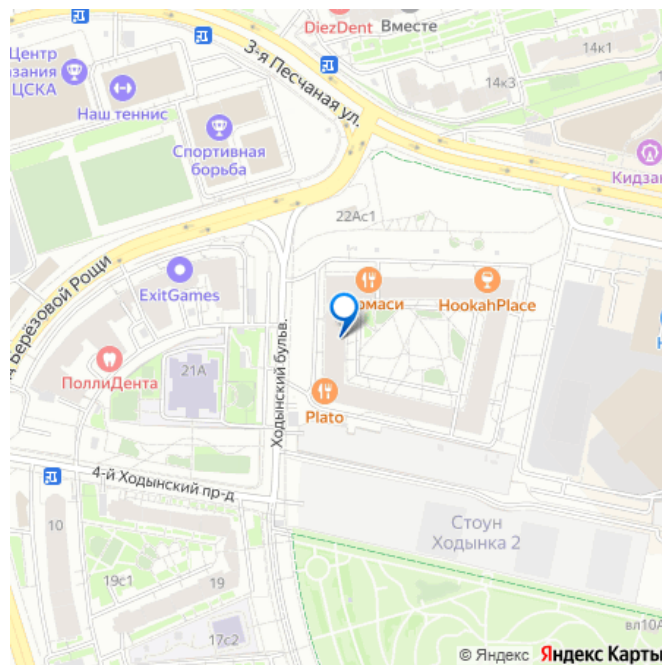 DiezDent
Вместе
14к1
Центр
зания
ЦСКА
Наш теннис
3-я Песчаная ул.
14к3
Спортивная
борьба
Кидза
22Ас1
Берёзовой Рощи
ExitGames
омаси
HookahPlace
ПоллиДента
21А
Ходынский бульв.
Plato
4-й Ходынский пр-д
10
Стоун
Ходынка 2
19с1
19
17с2
вл10А
© Яндекс Яндекс Карты